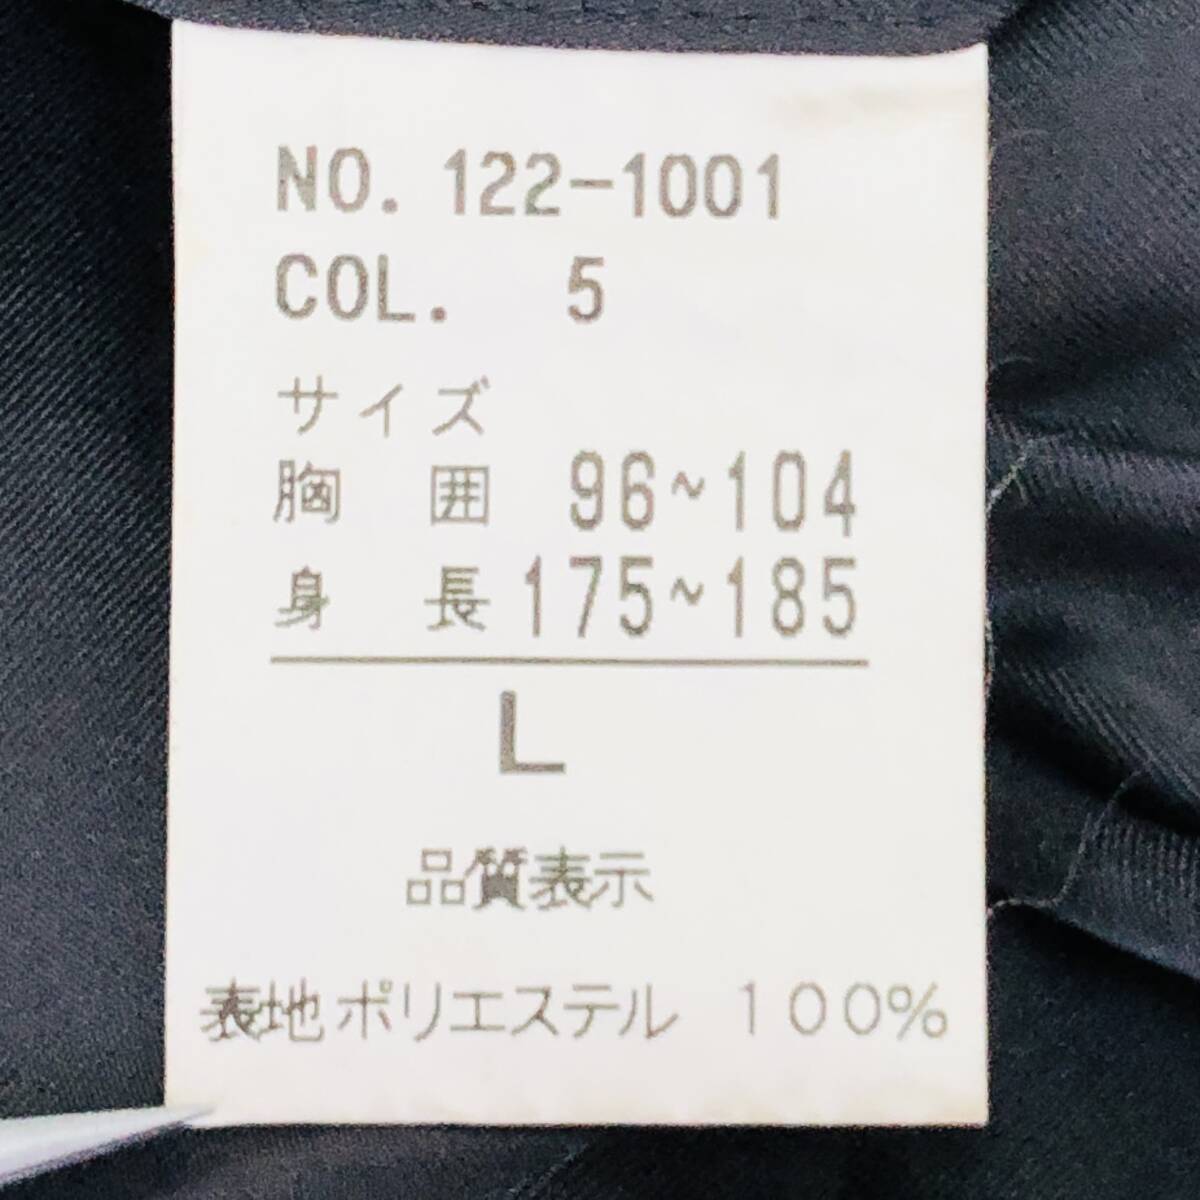 NO. 122-1001
COL. 5
サイズ
胸囲 96~104
身長 175~185
L
品質表示
表地 ポリエステル 100%